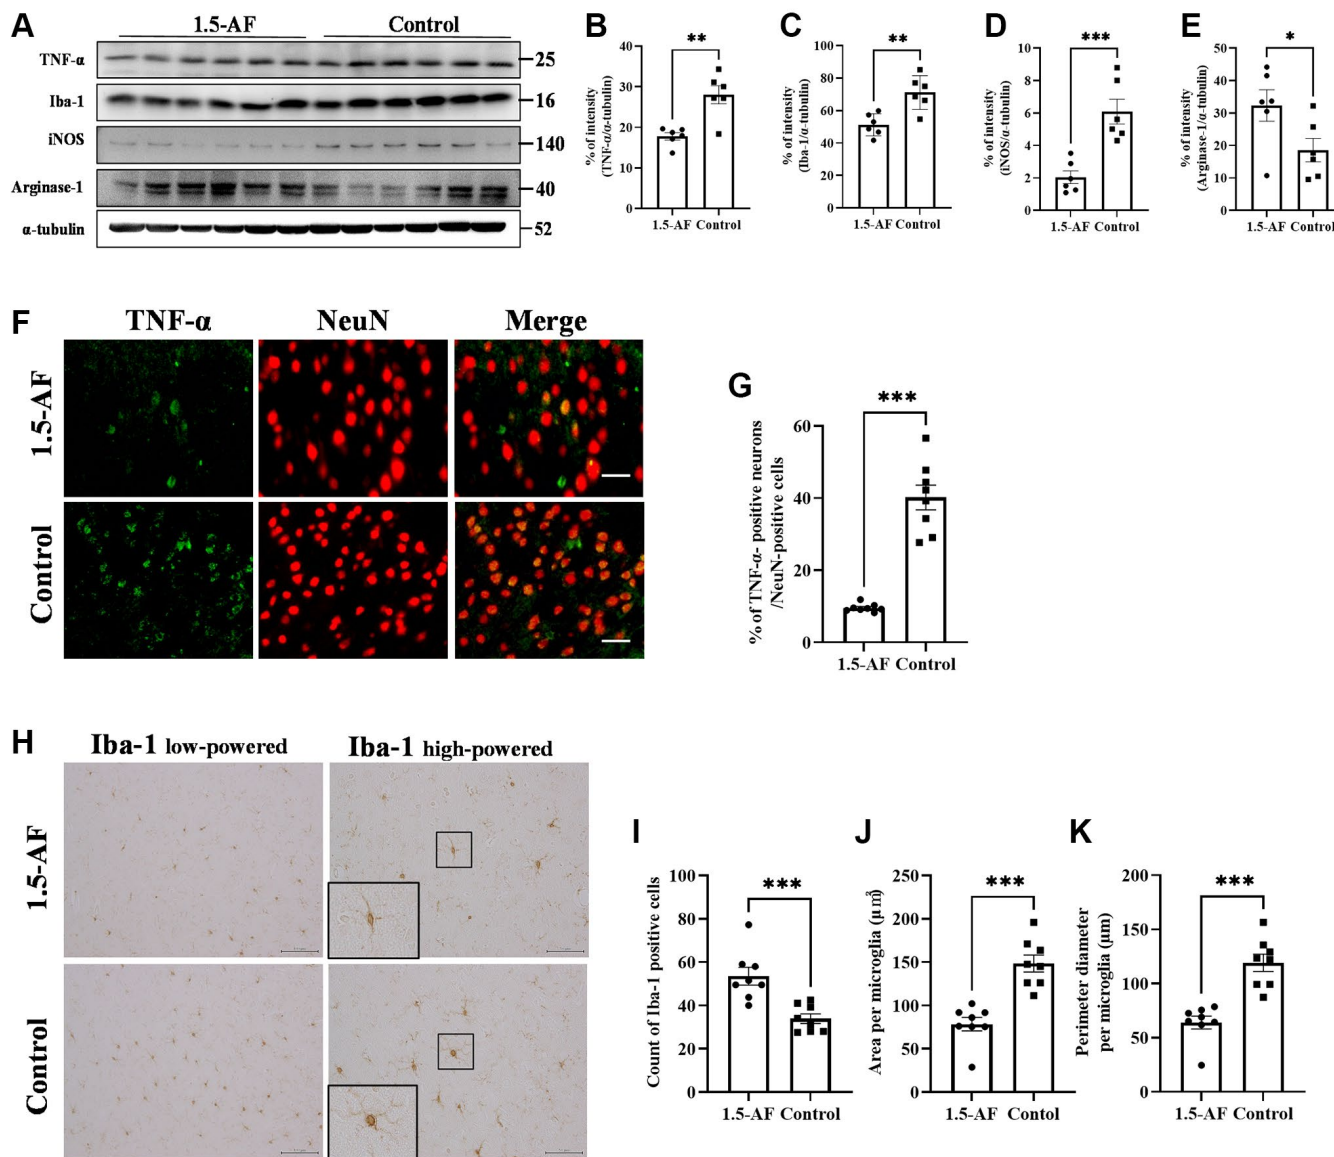 A
1.5-AF
Control
TNF-α
25
Iba-1
16
iNOS
140
Arginase-1
40
α-tubulin
52
B
**
% of intensity
(TNF-α/α-tubulin)
40
30
20
10
0
1.5-AF Control
C
**
% of intensity
(Iba-1/α-tubulin)
100
80
60
40
20
0
1.5-AF Control
D
***
% of intensity
(iNOS/α-tubulin)
10
8
6
4
2
0
1.5-AF Control
E
*
% of intensity
(Arginase-1/α-tubulin)
50
40
30
20
10
0
1.5-AF Control
F
TNF-α
NeuN
Merge
1.5-AF
Control
G
***
% of TNF-α- positive neurons
/NeuN-positive cells
60
40
20
0
1.5-AF Control
H
Iba-1 low-powered
Iba-1 high-powered
1.5-AF
Control
I
***
Count of Iba-1 positive cells
100
80
60
40
20
0
1.5-AF Control
J
***
Area per microglia (μm²)
250
200
150
100
50
0
1.5-AF Contol
K
***
Perimeter diameter
per microglia (μm)
200
150
100
50
0
1.5-AF Control